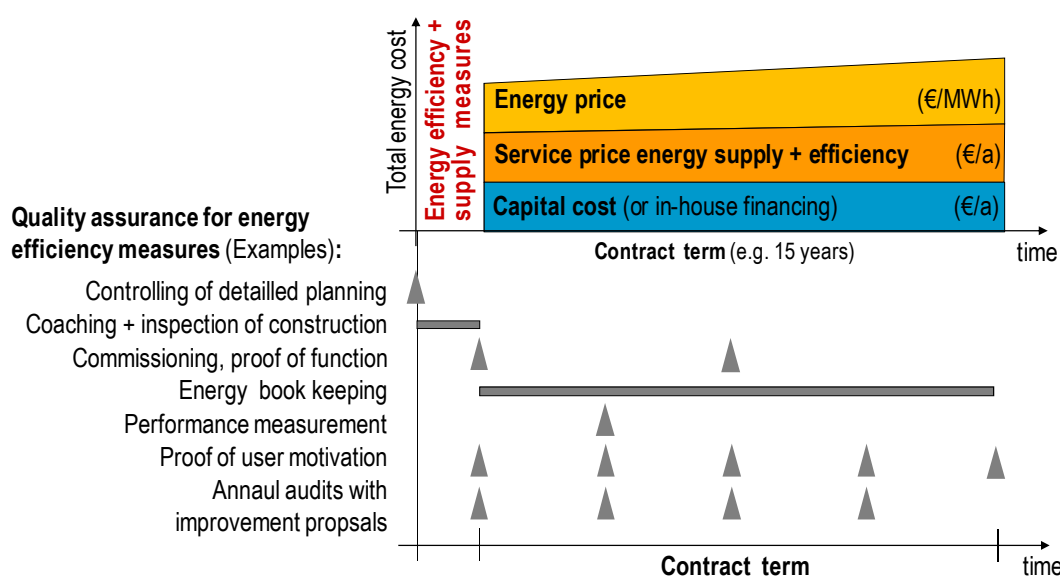 Total energy cost
Energy efficiency +
supply measures
Energy price (€/MWh)
Service price energy supply + efficiency (€/a)
Capital cost (or in-house financing) (€/a)
Contract term (e.g. 15 years) time
Quality assurance for energy
efficiency measures (Examples):
Controlling of detailled planning
Coaching + inspection of construction
Commissioning, proof of function
Energy book keeping
Performance measurement
Proof of user motivation
Annaul audits with
improvement propsals
Contract term time